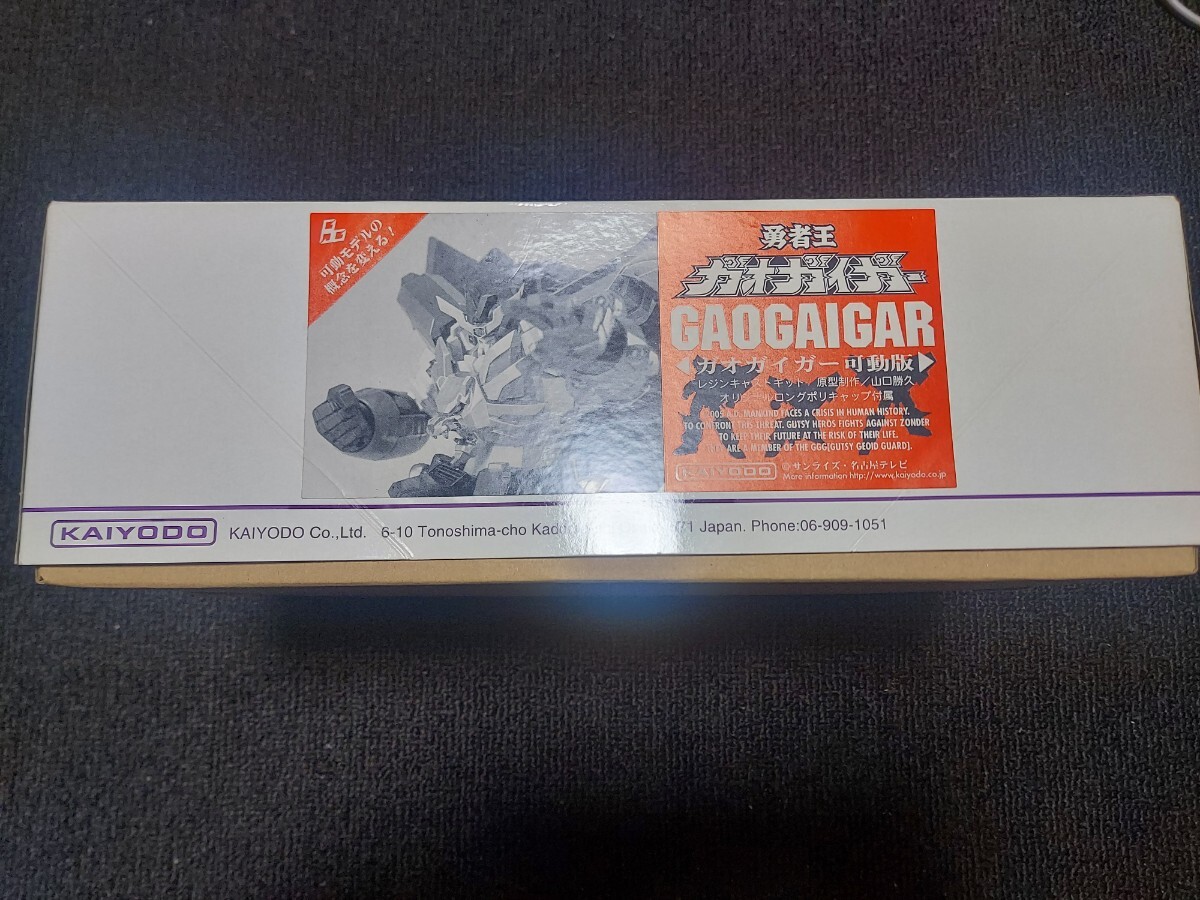 可動モデルの
概念を変える!
勇者王
ガオガイガー
GAOGAIGAR
◀ガオガイガー可動版▶
レジンキャストキット/原型制作/山口勝久
オリジナルロングポリキャップ付属
2005 A.D. MANKIND FACES A CRISIS IN HUMAN HISTORY.
TO CONFRONT THIS THREAT. GUTSY HEROS FIGHTS AGAINST ZONDER
TO KEEP THEIR FUTURE AT THE RISK OF THEIR LIFE.
THEY ARE A MEMBER OF THE GGG(GUTSY GEOID GUARD).
KAIYODO
©サンライズ・名古屋テレビ
More information http://www.kaiyodo.co.jp
KAIYODO
KAIYODO Co.,Ltd. 6-10 Tonoshima-cho 71 Japan. Phone:06-909-1051